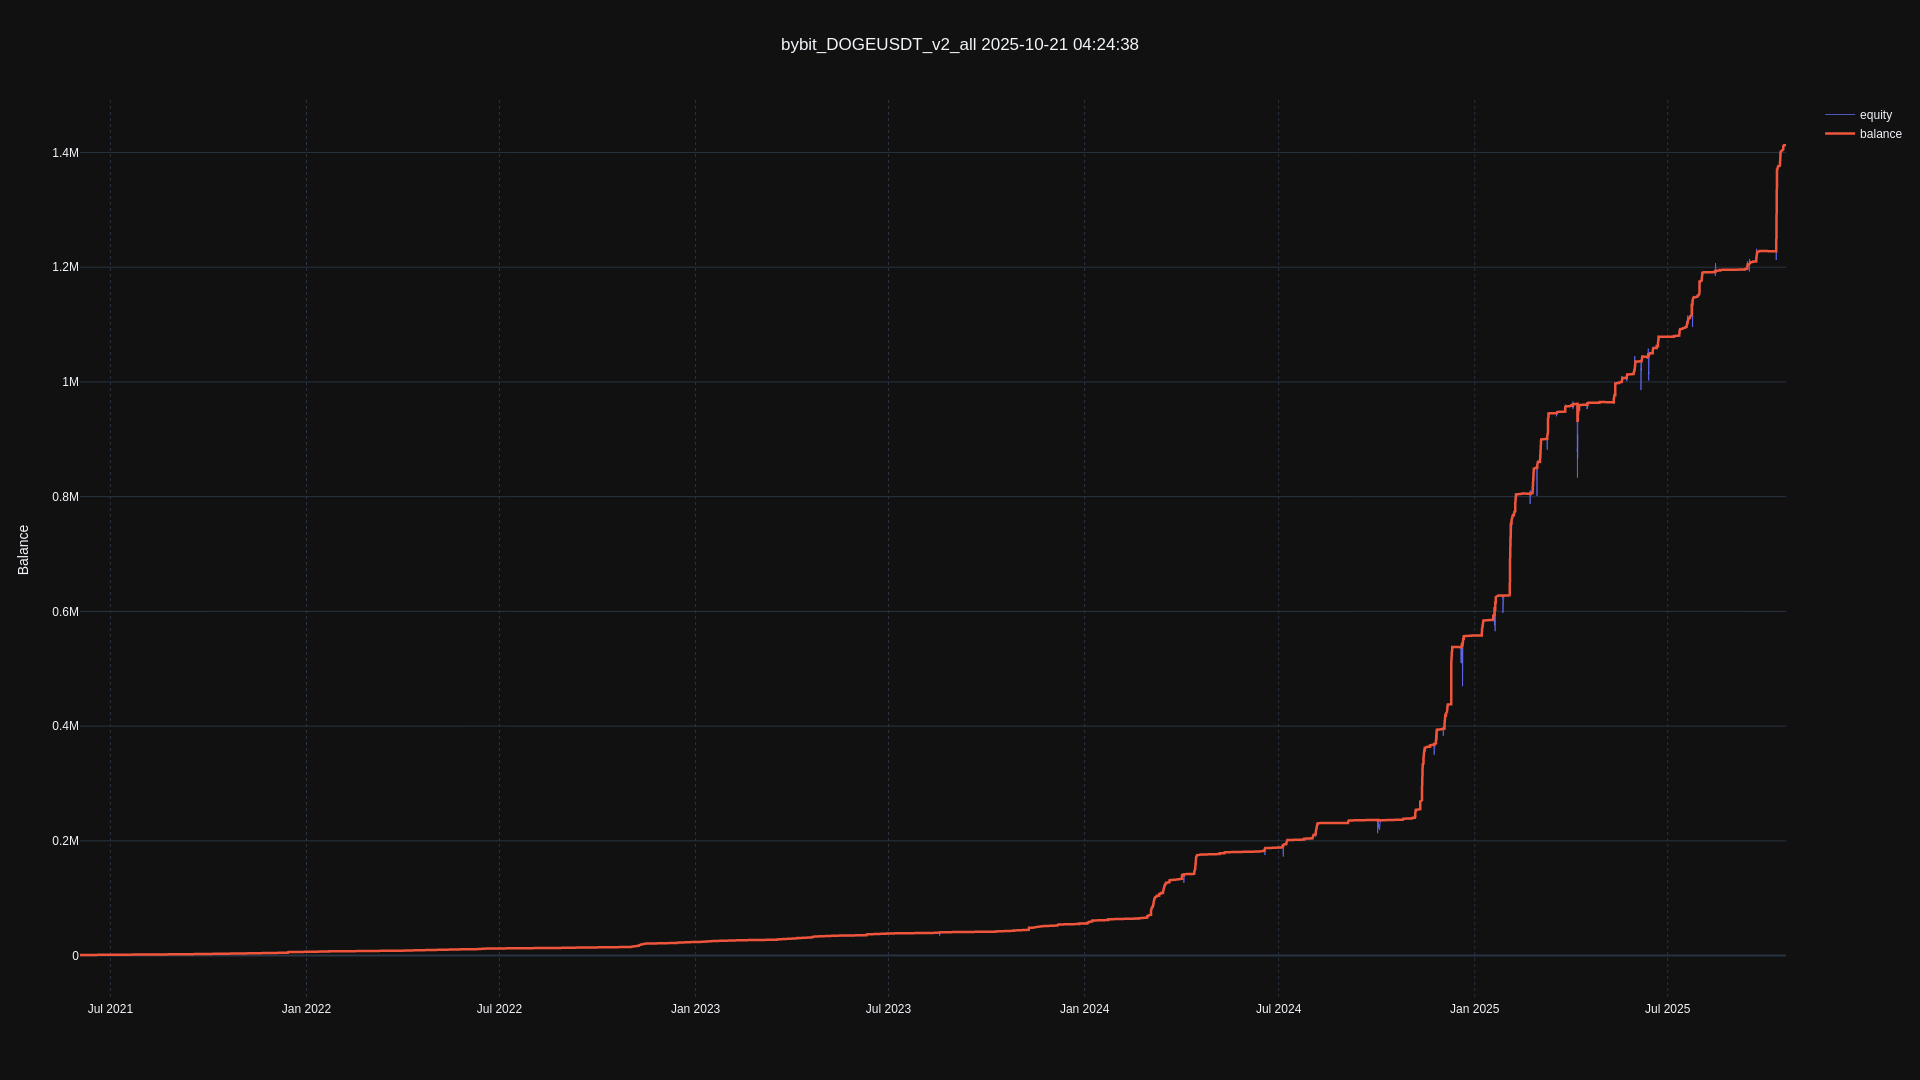 bybit_DOGEUSDT_v2_all 2025-10-21 04:24:38
equity
balance
Balance
1.4M
1.2M
1M
0.8M
0.6M
0.4M
0.2M
0
Jul 2021
Jan 2022
Jul 2022
Jan 2023
Jul 2023
Jan 2024
Jul 2024
Jan 2025
Jul 2025